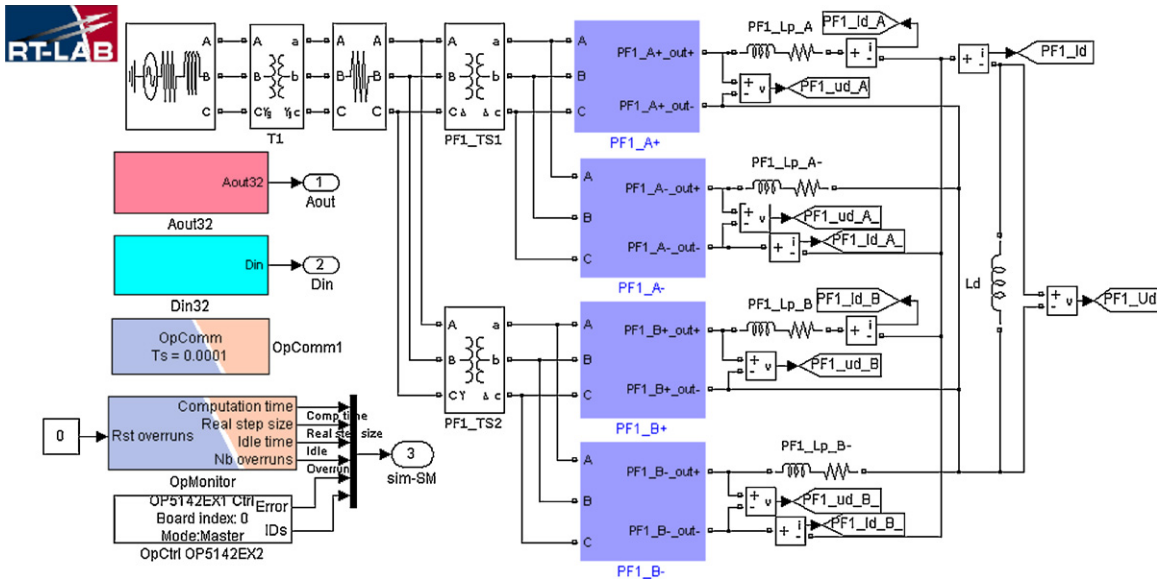 RT-LAB
A
B
C
A
B
C
A
B
C Yg
a
b
Yg c
T1
A
B
C
A
B
C
A
B
C Δ
a
b
Δ c
PF1_TS1
A
B
C
PF1_A+_out+
PF1_A+_out-
PF1_A+
PF1_Lp_A
PF1_Id_A
+ i
-
+ v
-
PF1_ud_A
+ i
-
PF1_Id
Aout32
Aout32
1
Aout
Din
Din32
2
Din
A
B
C
PF1_A-_out+
PF1_A-_out-
PF1_A-
PF1_Lp_A-
+ v
-
PF1_ud_A_
+ i
-
PF1_Id_A_
Ld
+ v
-
PF1_Ud
OpComm
Ts = 0.0001
OpComm1
A
B
C Y
a
b
Δ c
PF1_TS2
A
B
C
PF1_B+_out+
PF1_B+_out-
PF1_B+
PF1_Lp_B
PF1_Id_B
+ i
-
+ v
-
PF1_ud_B
0
Rst overruns
Computation time
Real step size
Idle time
Nb overruns
OpMonitor
Comp time
Real step size
Idle
Overrun
3
sim-SM
OP5142EX1 Ctrl
Board index: 0
Mode:Master
Error
IDs
OpCtrl OP5142EX2
A
B
C
PF1_B-_out+
PF1_B-_out-
PF1_B-
PF1_Lp_B-
+ v
-
PF1_ud_B_
+ i
-
PF1_Id_B_